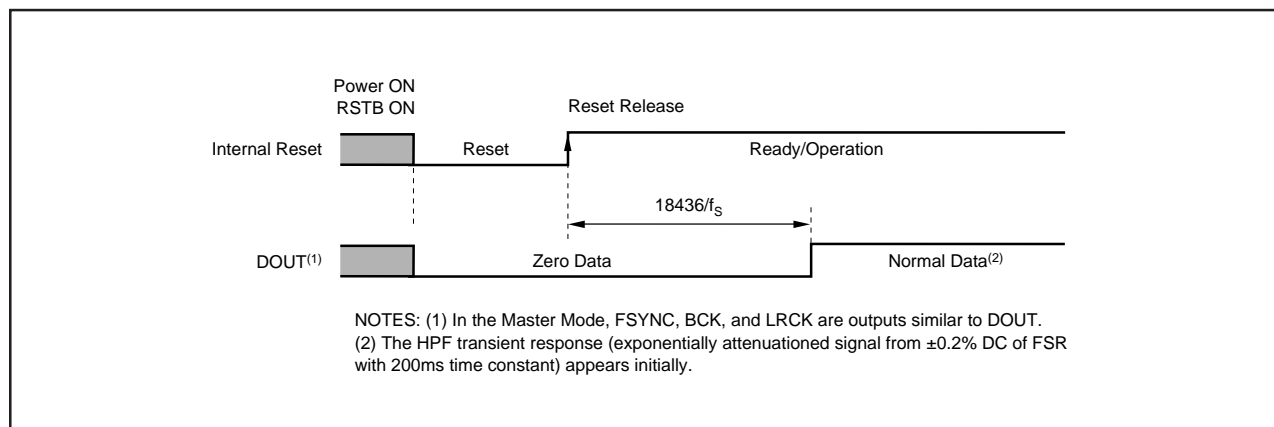 Power ON
RSTB ON
Reset Release
Internal Reset
Reset
Ready/Operation
18436/fS
DOUT(1)
Zero Data
Normal Data(2)
NOTES: (1) In the Master Mode, FSYNC, BCK, and LRCK are outputs similar to DOUT.
(2) The HPF transient response (exponentially attenuationed signal from ±0.2% DC of FSR
with 200ms time constant) appears initially.